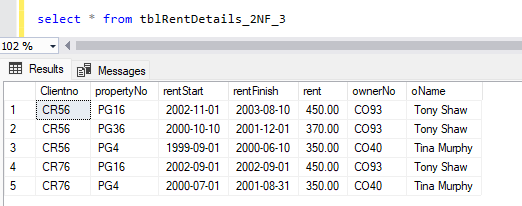 select * from tblRentDetails_2NF_3
102 %
Results Messages
Clientno propertyNo rentStart rentFinish rent ownerNo oName
1 CR56 PG16 2002-11-01 2003-08-10 450.00 CO93 Tony Shaw
2 CR56 PG36 2000-10-10 2001-12-01 370.00 CO93 Tony Shaw
3 CR56 PG4 1999-09-01 2000-06-10 350.00 CO40 Tina Murphy
4 CR76 PG16 2002-09-01 2002-09-01 450.00 CO93 Tony Shaw
5 CR76 PG4 2000-07-01 2001-08-31 350.00 CO40 Tina Murphy